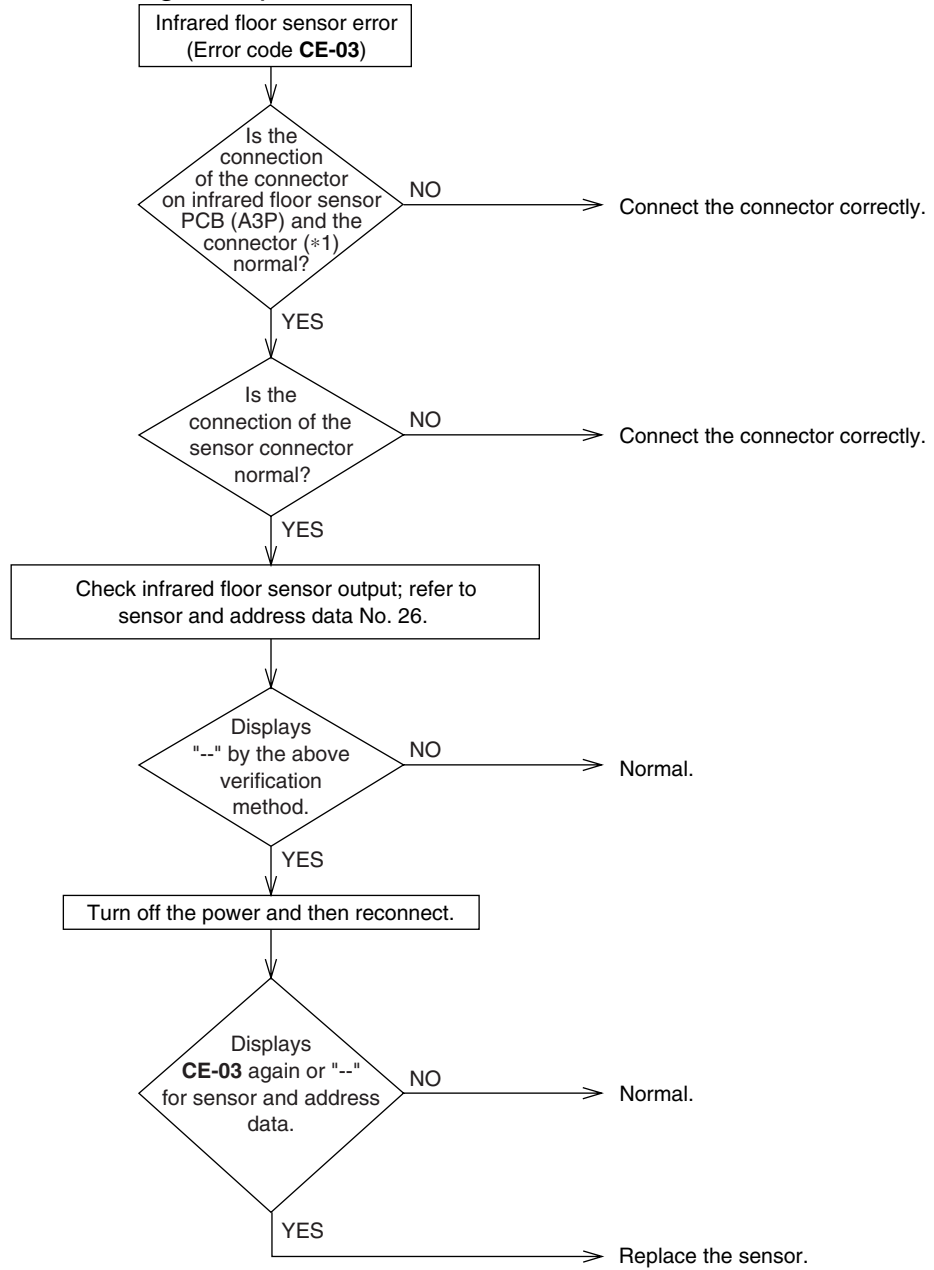 Infrared floor sensor error
(Error code CE-03)
Is the
connection
of the connector
on infrared floor sensor
PCB (A3P) and the
connector (*1)
normal?
NO
Connect the connector correctly.
YES
Is the
connection of the
sensor connector
normal?
NO
Connect the connector correctly.
YES
Check infrared floor sensor output; refer to
sensor and address data No. 26.
Displays
"--" by the above
verification
method.
NO
Normal.
YES
Turn off the power and then reconnect.
Displays
CE-03 again or "--"
for sensor and address
data.
NO
Normal.
YES
Replace the sensor.